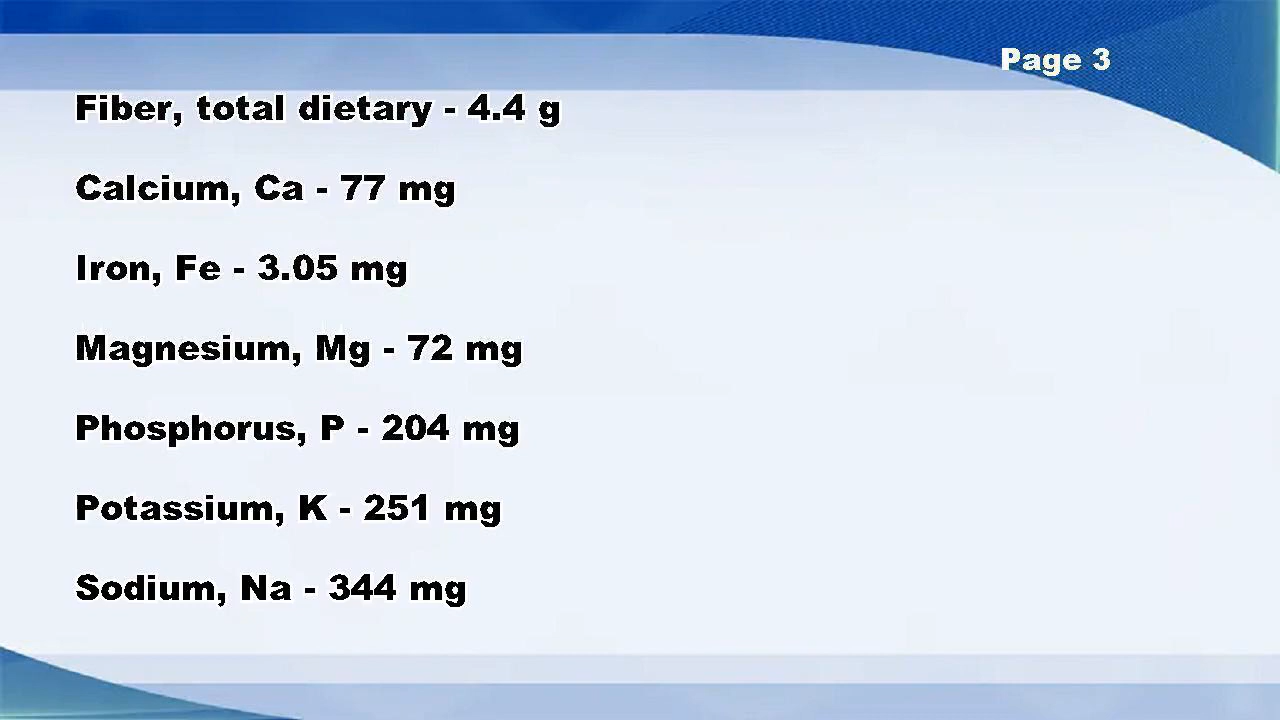 Page 3
Fiber, total dietary - 4.4 g
Calcium, Ca - 77 mg
Iron, Fe - 3.05 mg
Magnesium, Mg - 72 mg
Phosphorus, P - 204 mg
Potassium, K - 251 mg
Sodium, Na - 344 mg